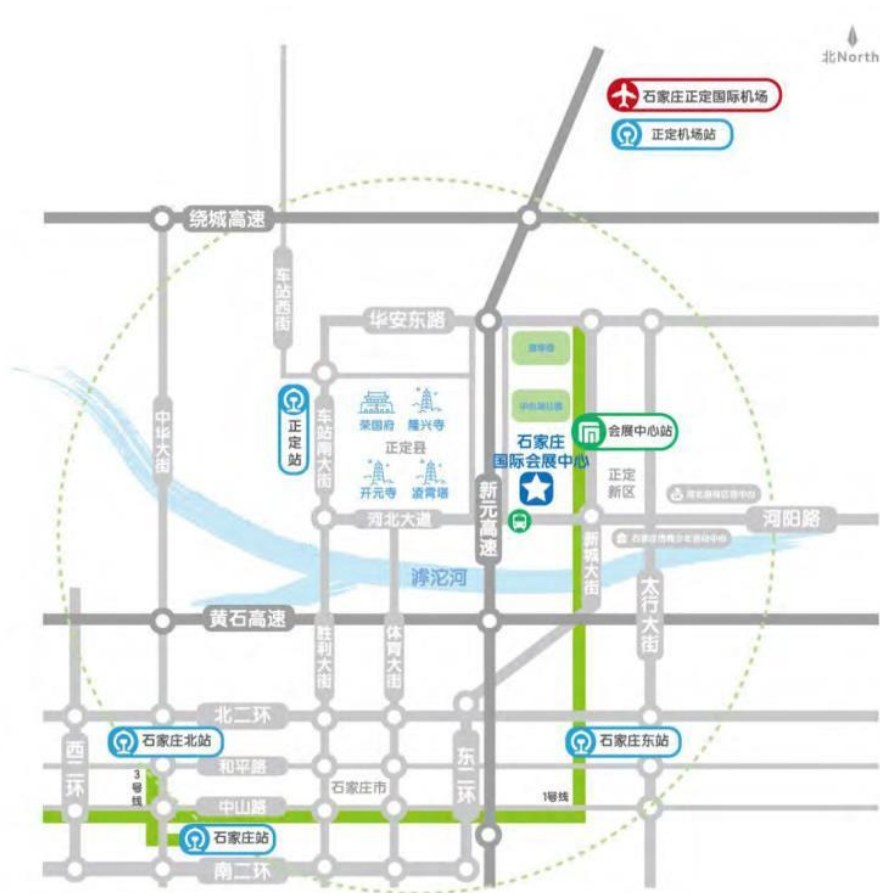 北North
石家庄正定国际机场
正定机场站
绕城高速
车站西街
华安东路
中华大街
正定站
车站南大街
荣国府
隆兴寺
正定县
开元寺
凌霄塔
石家庄
国际会展中心
会展中心站
正定
新区
新元高速
河北大道
河阳路
新城大街
滹沱河
太行大街
黄石高速
胜利大街
体育大街
北二环
石家庄北站
石家庄东站
西二环
和平路
东二环
3号线
石家庄市
中山路
1号线
石家庄站
南二环